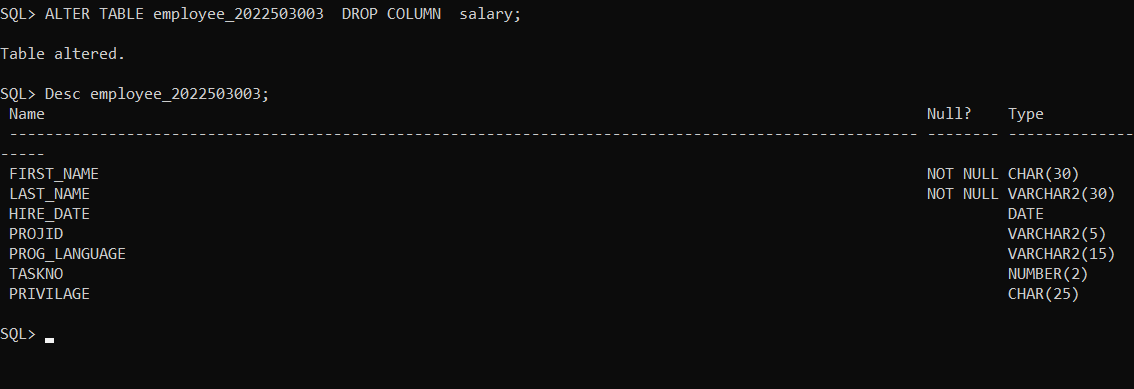 SQL> ALTER TABLE employee_2022503003  DROP COLUMN  salary;
Table altered.
SQL> Desc employee_2022503003;
 Name                                                                                                  Null?    Type
 ----------------------------------------------------------------------------------------------------- -------- --------------
-----
 FIRST_NAME                                                                                            NOT NULL CHAR(30)
 LAST_NAME                                                                                             NOT NULL VARCHAR2(30)
 HIRE_DATE                                                                                                      DATE
 PROJID                                                                                                         VARCHAR2(5)
 PROG_LANGUAGE                                                                                                  VARCHAR2(15)
 TASKNO                                                                                                         NUMBER(2)
 PRIVILAGE                                                                                                      CHAR(25)
SQL>